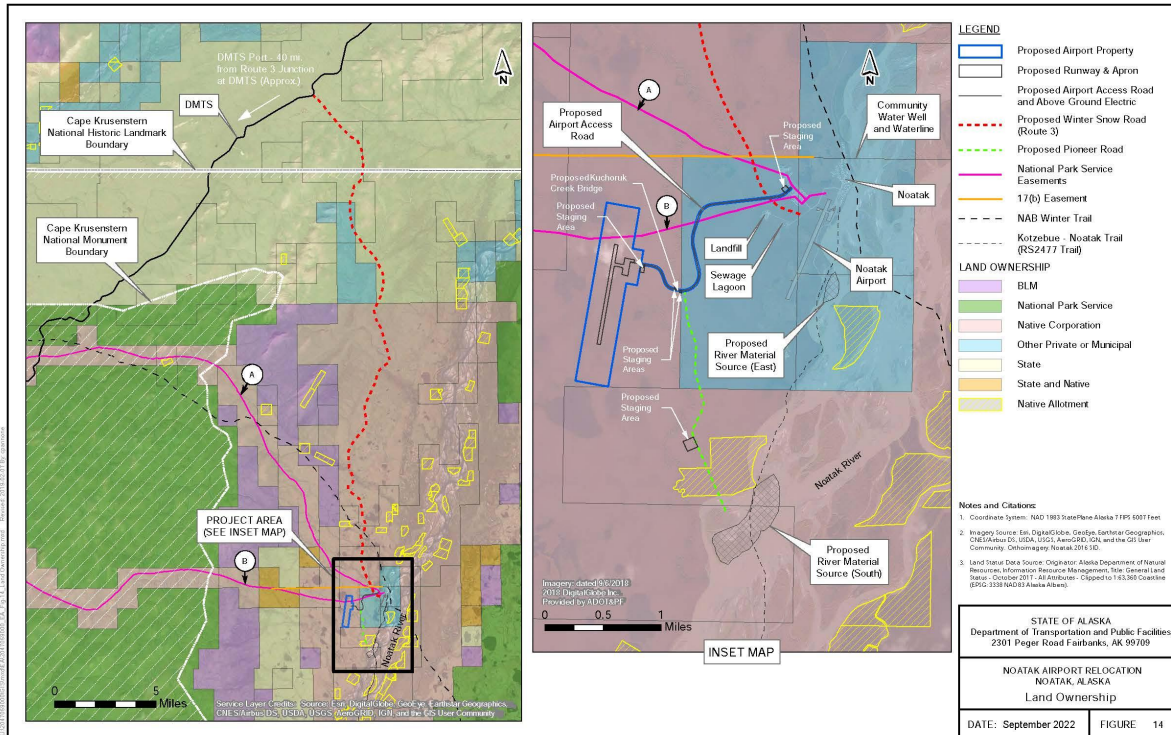 DMTS Port - 40 mi.
from Route 3 Junction
at DMTS (Approx.)
N
DMTS
Cape Krusenstern
National Historic Landmark
Boundary
Cape Krusenstern
National Monument
Boundary
A
PROJECT AREA
(SEE INSET MAP)
B
Noatak River
0 5
Miles
Service Layer Credits: Source: Esri, DigitalGlobe, GeoEye, Earthstar Geographics,
CNES/Airbus DS, USDA, USGS, AeroGRID, IGN, and the GIS User Community
A
N
Proposed
Airport Access
Road
Proposed
Staging
Area
Community
Water Well
and Waterline
Proposed Kuchoruk
Creek Bridge
Proposed
Staging
Area
B
Noatak
Landfill
Sewage
Lagoon
Noatak
Airport
Proposed
Staging
Areas
Proposed
River Material
Source (East)
Proposed
Staging
Area
Noatak River
Proposed
River Material
Source (South)
Imagery: dated 9/6/2018
2018 DigitalGlobe Inc.
Provided by ADOT&PF
0 0.5 1
Miles
INSET MAP
LEGEND
Proposed Airport Property
Proposed Runway & Apron
Proposed Airport Access Road
and Above Ground Electric
Proposed Winter Snow Road
(Route 3)
Proposed Pioneer Road
National Park Service
Easements
17(b) Easement
NAB Winter Trail
Kotzebue - Noatak Trail
(RS2477 Trail)
LAND OWNERSHIP
BLM
National Park Service
Native Corporation
Other Private or Municipal
State
State and Native
Native Allotment
Notes and Citations:
1. Coordinate System: NAD 1983 StatePlane Alaska 7 FIPS 5007 Feet
2. Imagery Source: Esri, DigitalGlobe, GeoEye, Earthstar Geographics,
CNES/Airbus DS, USDA, USGS, AeroGRID, IGN, and the GIS User
Community. Orthoimagery: Noatak 2016 SID.
3. Land Status Data Source: Originator: Alaska Department of Natural
Resources, Information Resource Management, Title: General Land
Status - October 2017 - All Attributes - Clipped to 1:63,360 Coastline
(EPSG: 3338 NAD83 Alaska Albers).
STATE OF ALASKA
Department of Transportation and Public Facilities
2301 Peger Road Fairbanks, AK 99709
NOATAK AIRPORT RELOCATION
NOATAK, ALASKA
Land Ownership
DATE: September 2022 FIGURE 14